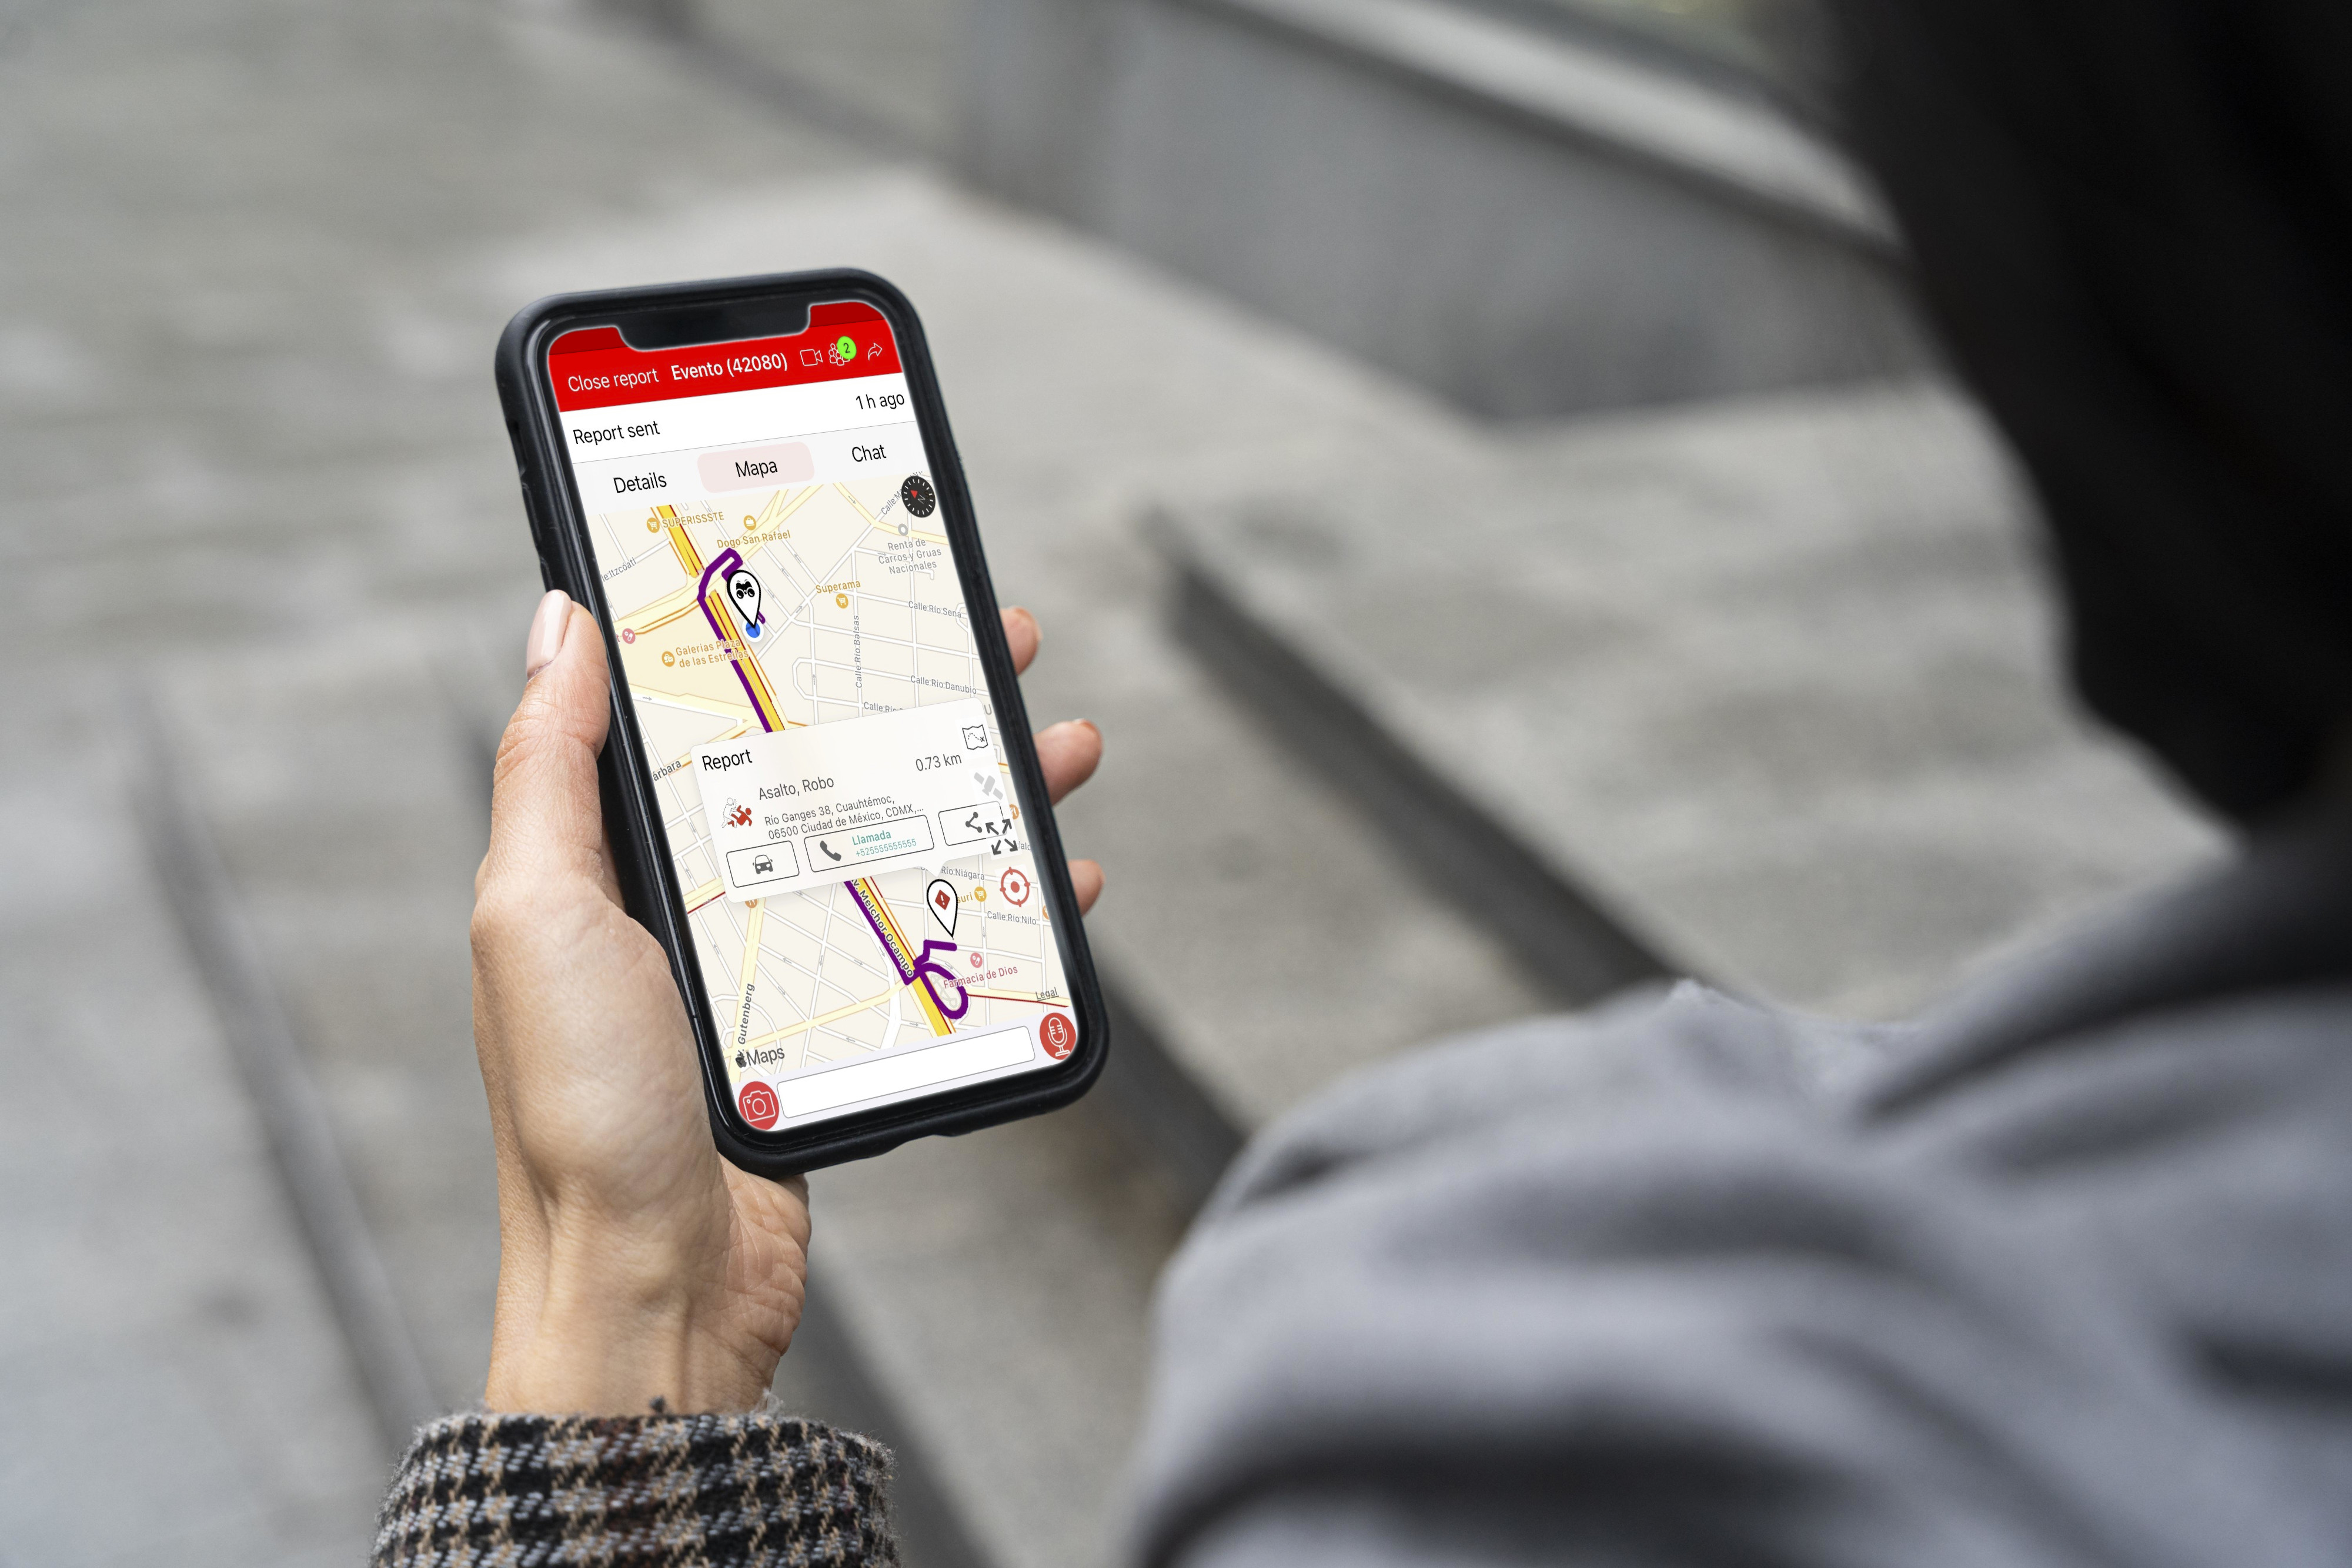 Close report Evento (42080) 2
1 h ago
Report sent
Details Mapa Chat
SUPERISSSTE
Dogo San Rafael
Renta de
Carros y Gruas
Nacionales
Superama
Calle Río Sena
Calle Río Balsas
Galerías Plaza
de las Estrellas
Calle Río Danubio
Report
0.73 km
Asalto, Robo
Río Ganges 38, Cuauhtémoc,
06500 Ciudad de México, CDMX,...
Llamada
+525555555555
Río Niágara
Melchor Ocampo
Calle Río Nilo
Farmacia de Dios
Legal
Gutenberg
Maps